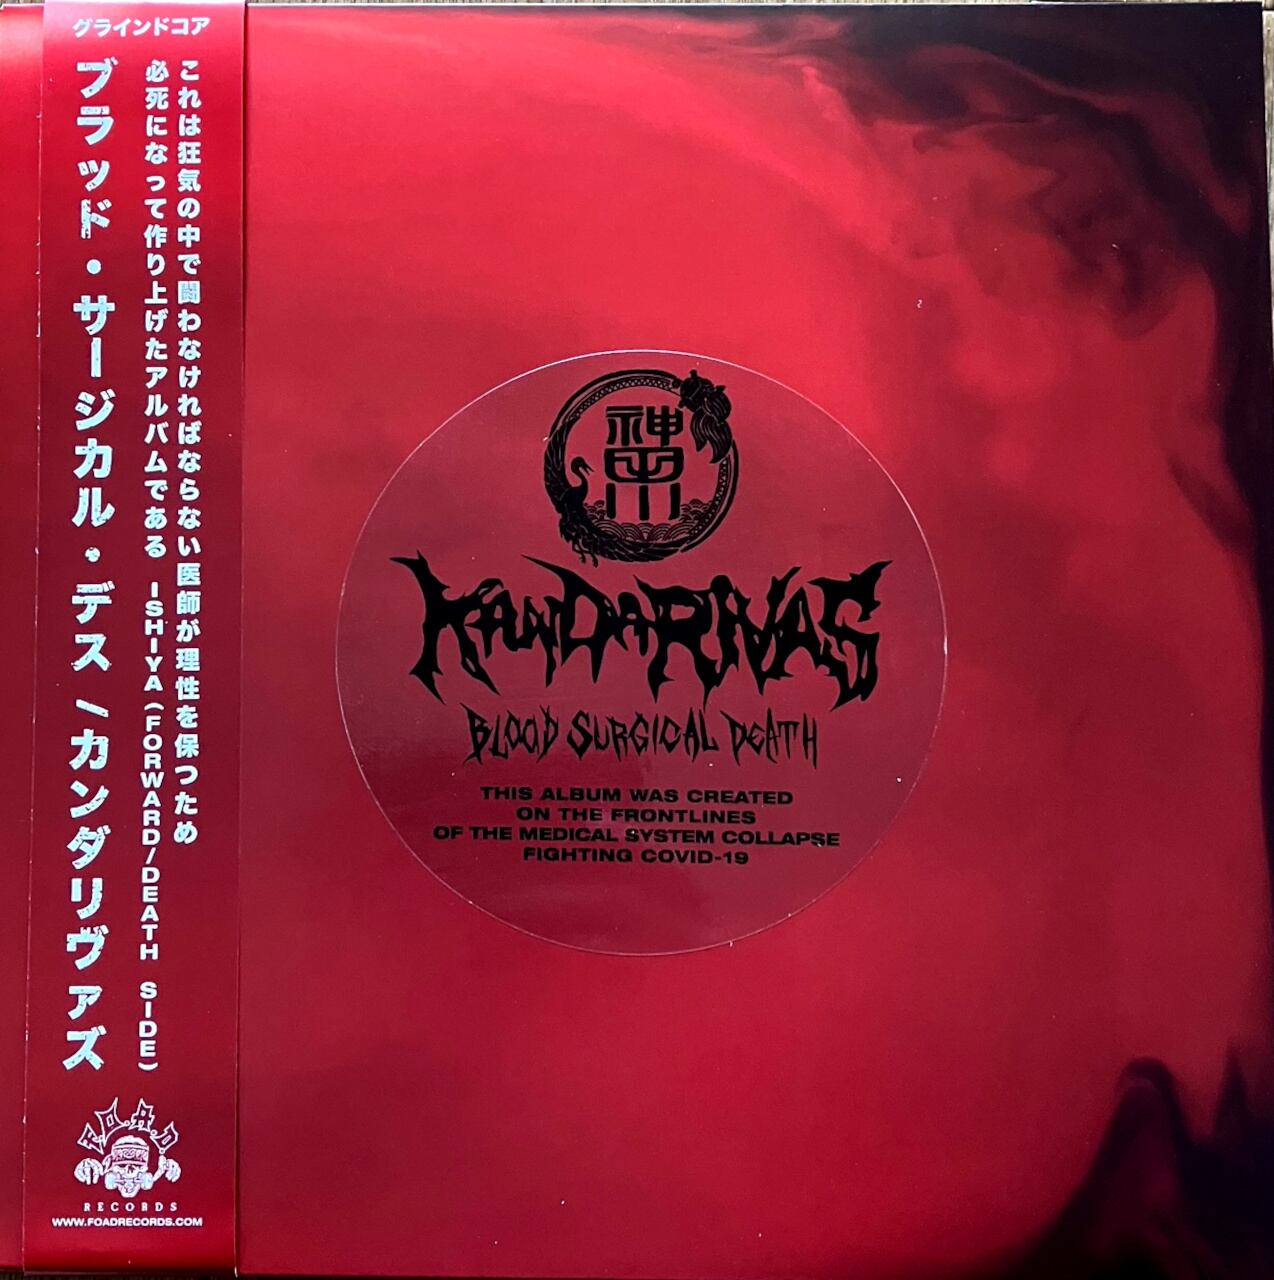 グラインドコア
これは狂気の中で闘わなければならない医師が理性を保つため
必死になって作り上げたアルバムである ISHIYA (FORWARD/DEATH SIDE)
ブラッド・サージカル・デス/カンダリヴァズ
F.O.A.D.
RECORDS
WWW.FOADRECORDS.COM
神田川
KANDARIVAS
BLOOD SURGICAL DEATH
THIS ALBUM WAS CREATED
ON THE FRONTLINES
OF THE MEDICAL SYSTEM COLLAPSE
FIGHTING COVID-19